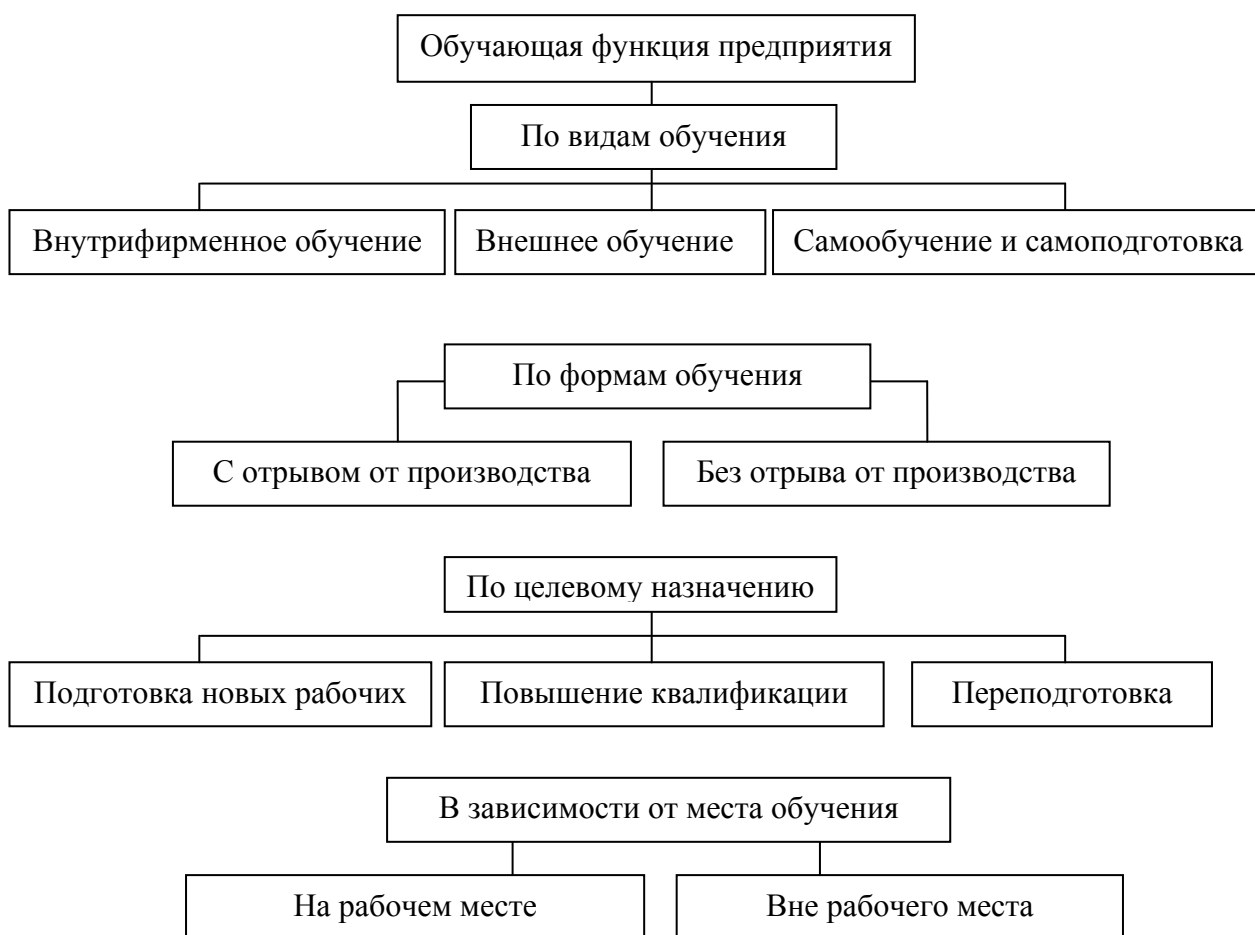 Обучающая функция предприятия
По видам обучения
Внутрифирменное обучение
Внешнее обучение
Самообучение и самоподготовка
По формам обучения
С отрывом от производства
Без отрыва от производства
По целевому назначению
Подготовка новых рабочих
Повышение квалификации
Переподготовка
В зависимости от места обучения
На рабочем месте
Вне рабочего места